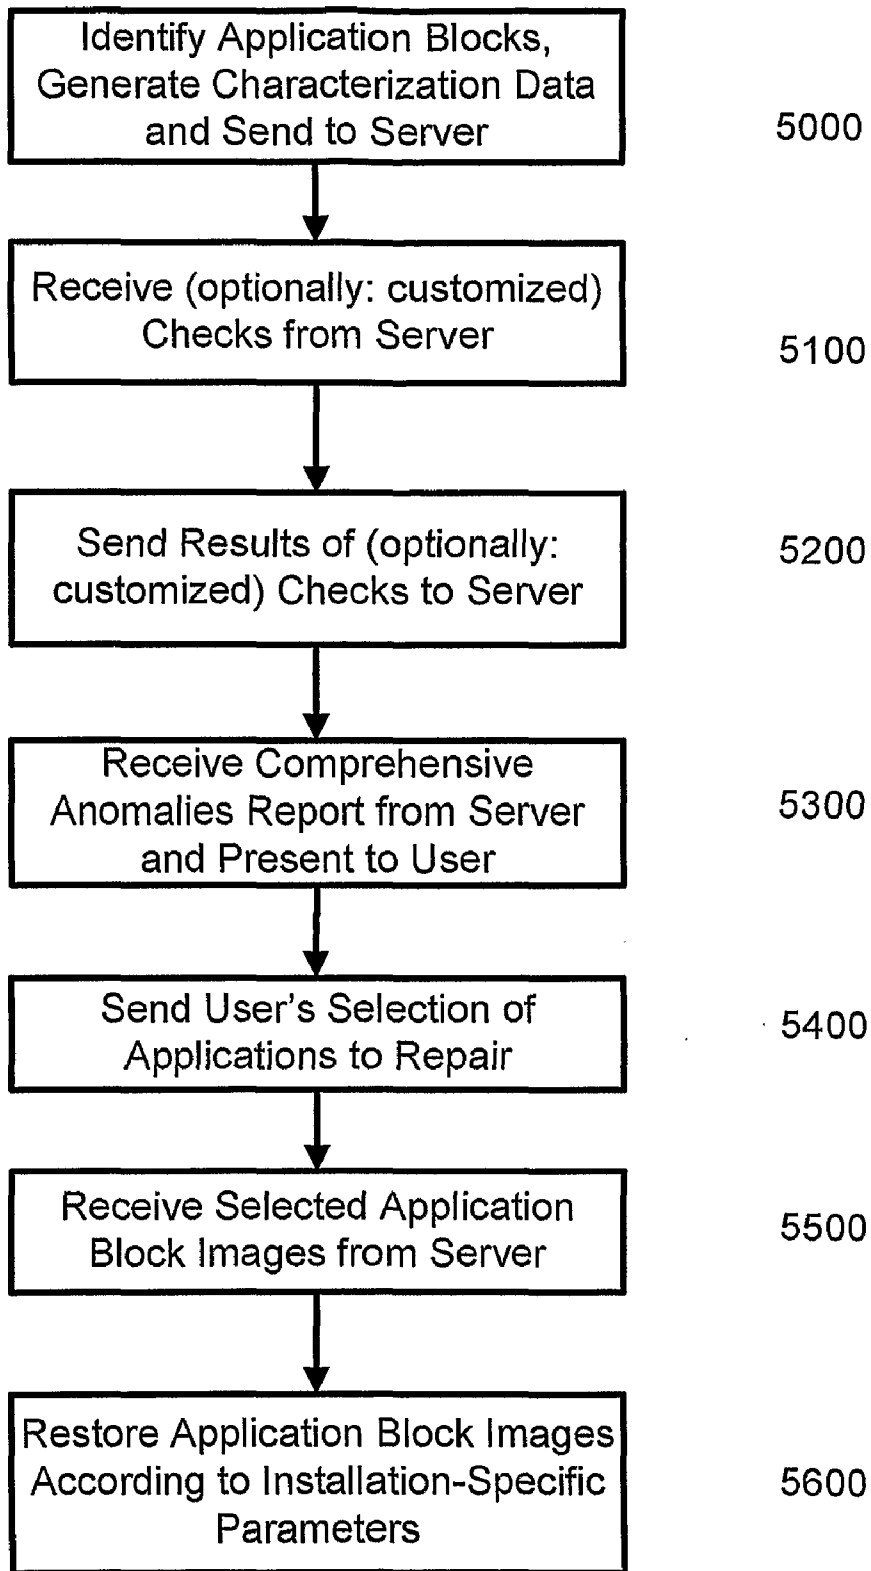 Identify Application Blocks,
Generate Characterization Data
and Send to Server
5000
Receive (optionally: customized)
Checks from Server
5100
Send Results of (optionally:
customized) Checks to Server
5200
Receive Comprehensive
Anomalies Report from Server
and Present to User
5300
Send User's Selection of
Applications to Repair
5400
Receive Selected Application
Block Images from Server
5500
Restore Application Block Images
According to Installation-Specific
Parameters
5600